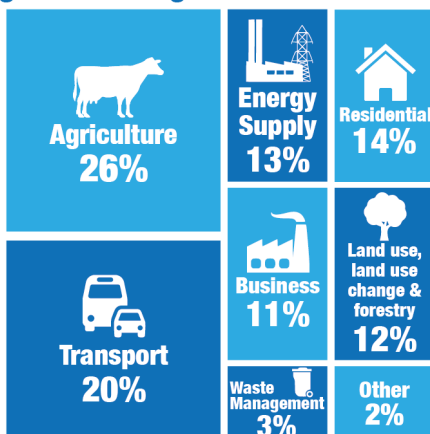 Agriculture
26%
Energy
Supply
13%
Residential
14%
Transport
20%
Business
11%
Land use,
land use
change &
forestry
12%
Waste
Management
3%
Other
2%